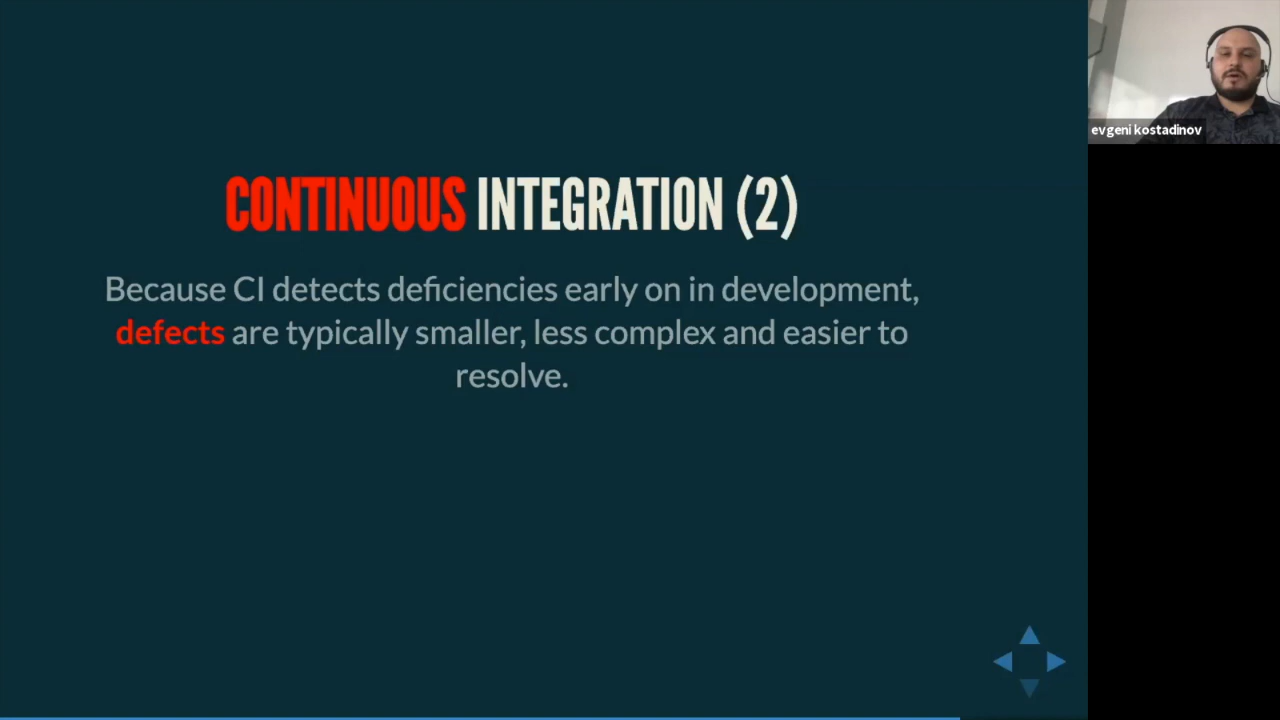 CONTINUOUS INTEGRATION (2)
Because CI detects deficiencies early on in development,
defects are typically smaller, less complex and easier to
resolve.
evgeni kostadinov